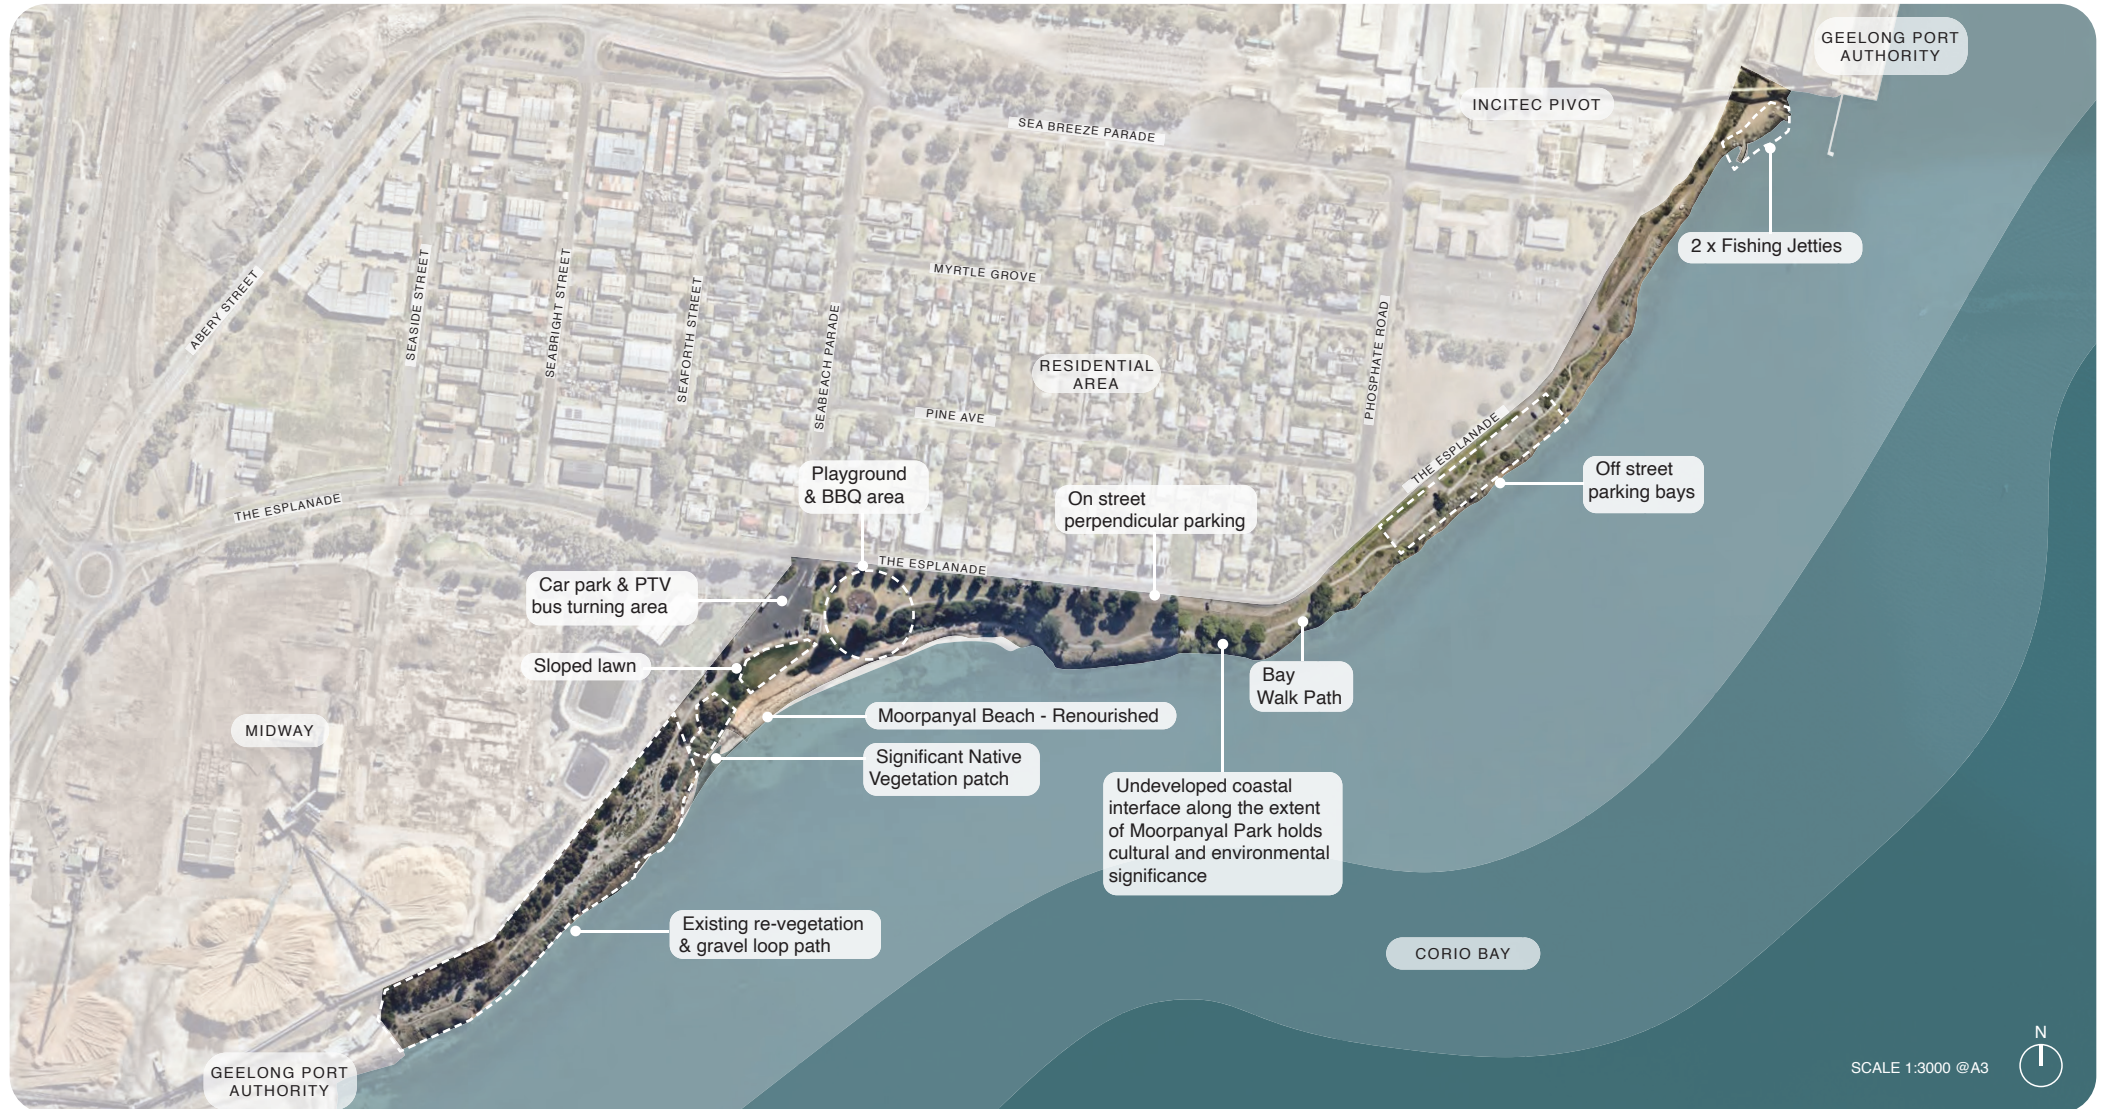 GEELONG PORT
AUTHORITY
INCITEC PIVOT
SEA BREEZE PARADE
2 x Fishing Jetties
MYRTLE GROVE
ABERY STREET
SEASIDE STREET
SEABRIGHT STREET
SEAFORTH STREET
SEABEACH PARADE
PHOSPHATE ROAD
RESIDENTIAL
AREA
PINE AVE
THE ESPLANADE
Playground
& BBQ area
On street
perpendicular parking
Off street
parking bays
THE ESPLANADE
THE ESPLANADE
Car park & PTV
bus turning area
Sloped lawn
Bay
Walk Path
Moorpanyal Beach - Renourished
MIDWAY
Significant Native
Vegetation patch
Undeveloped coastal
interface along the extent
of Moorpanyal Park holds
cultural and environmental
significance
Existing re-vegetation
& gravel loop path
CORIO BAY
N
SCALE 1:3000 @A3
GEELONG PORT
AUTHORITY